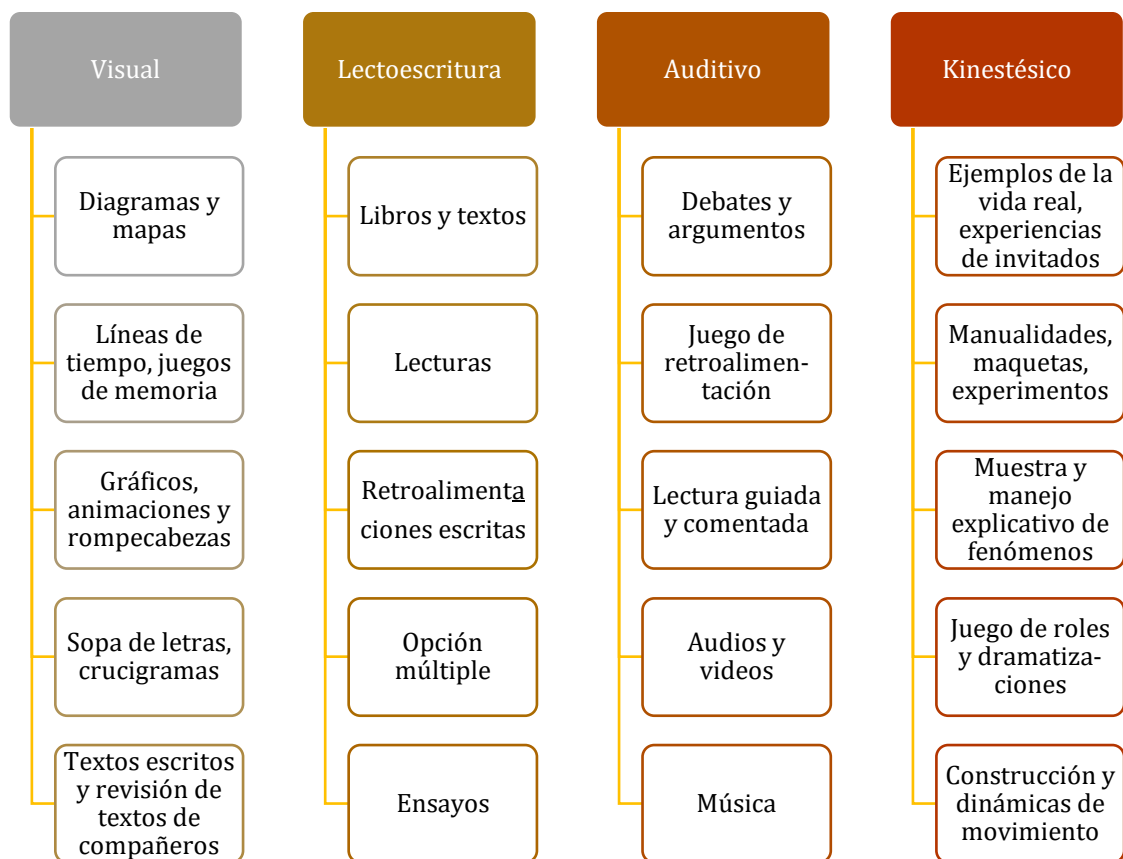 Visual
Diagramas y
mapas
Líneas de
tiempo, juegos
de memoria
Gráficos,
animaciones y
rompecabezas
Sopa de letras,
crucigramas
Textos escritos
y revisión de
textos de
compañeros
Lectoescritura
Libros y textos
Lecturas
Retroalimenta
ciones escritas
Opción
múltiple
Ensayos
Auditivo
Debates y
argumentos
Juego de
retroalimen-
tación
Lectura guiada
y comentada
Audios y
videos
Música
Kinestésico
Ejemplos de la
vida real,
experiencias
de invitados
Manualidades,
maquetas,
experimentos
Muestra y
manejo
explicativo de
fenómenos
Juego de roles
y dramatiza-
ciones
Construcción y
dinámicas de
movimiento